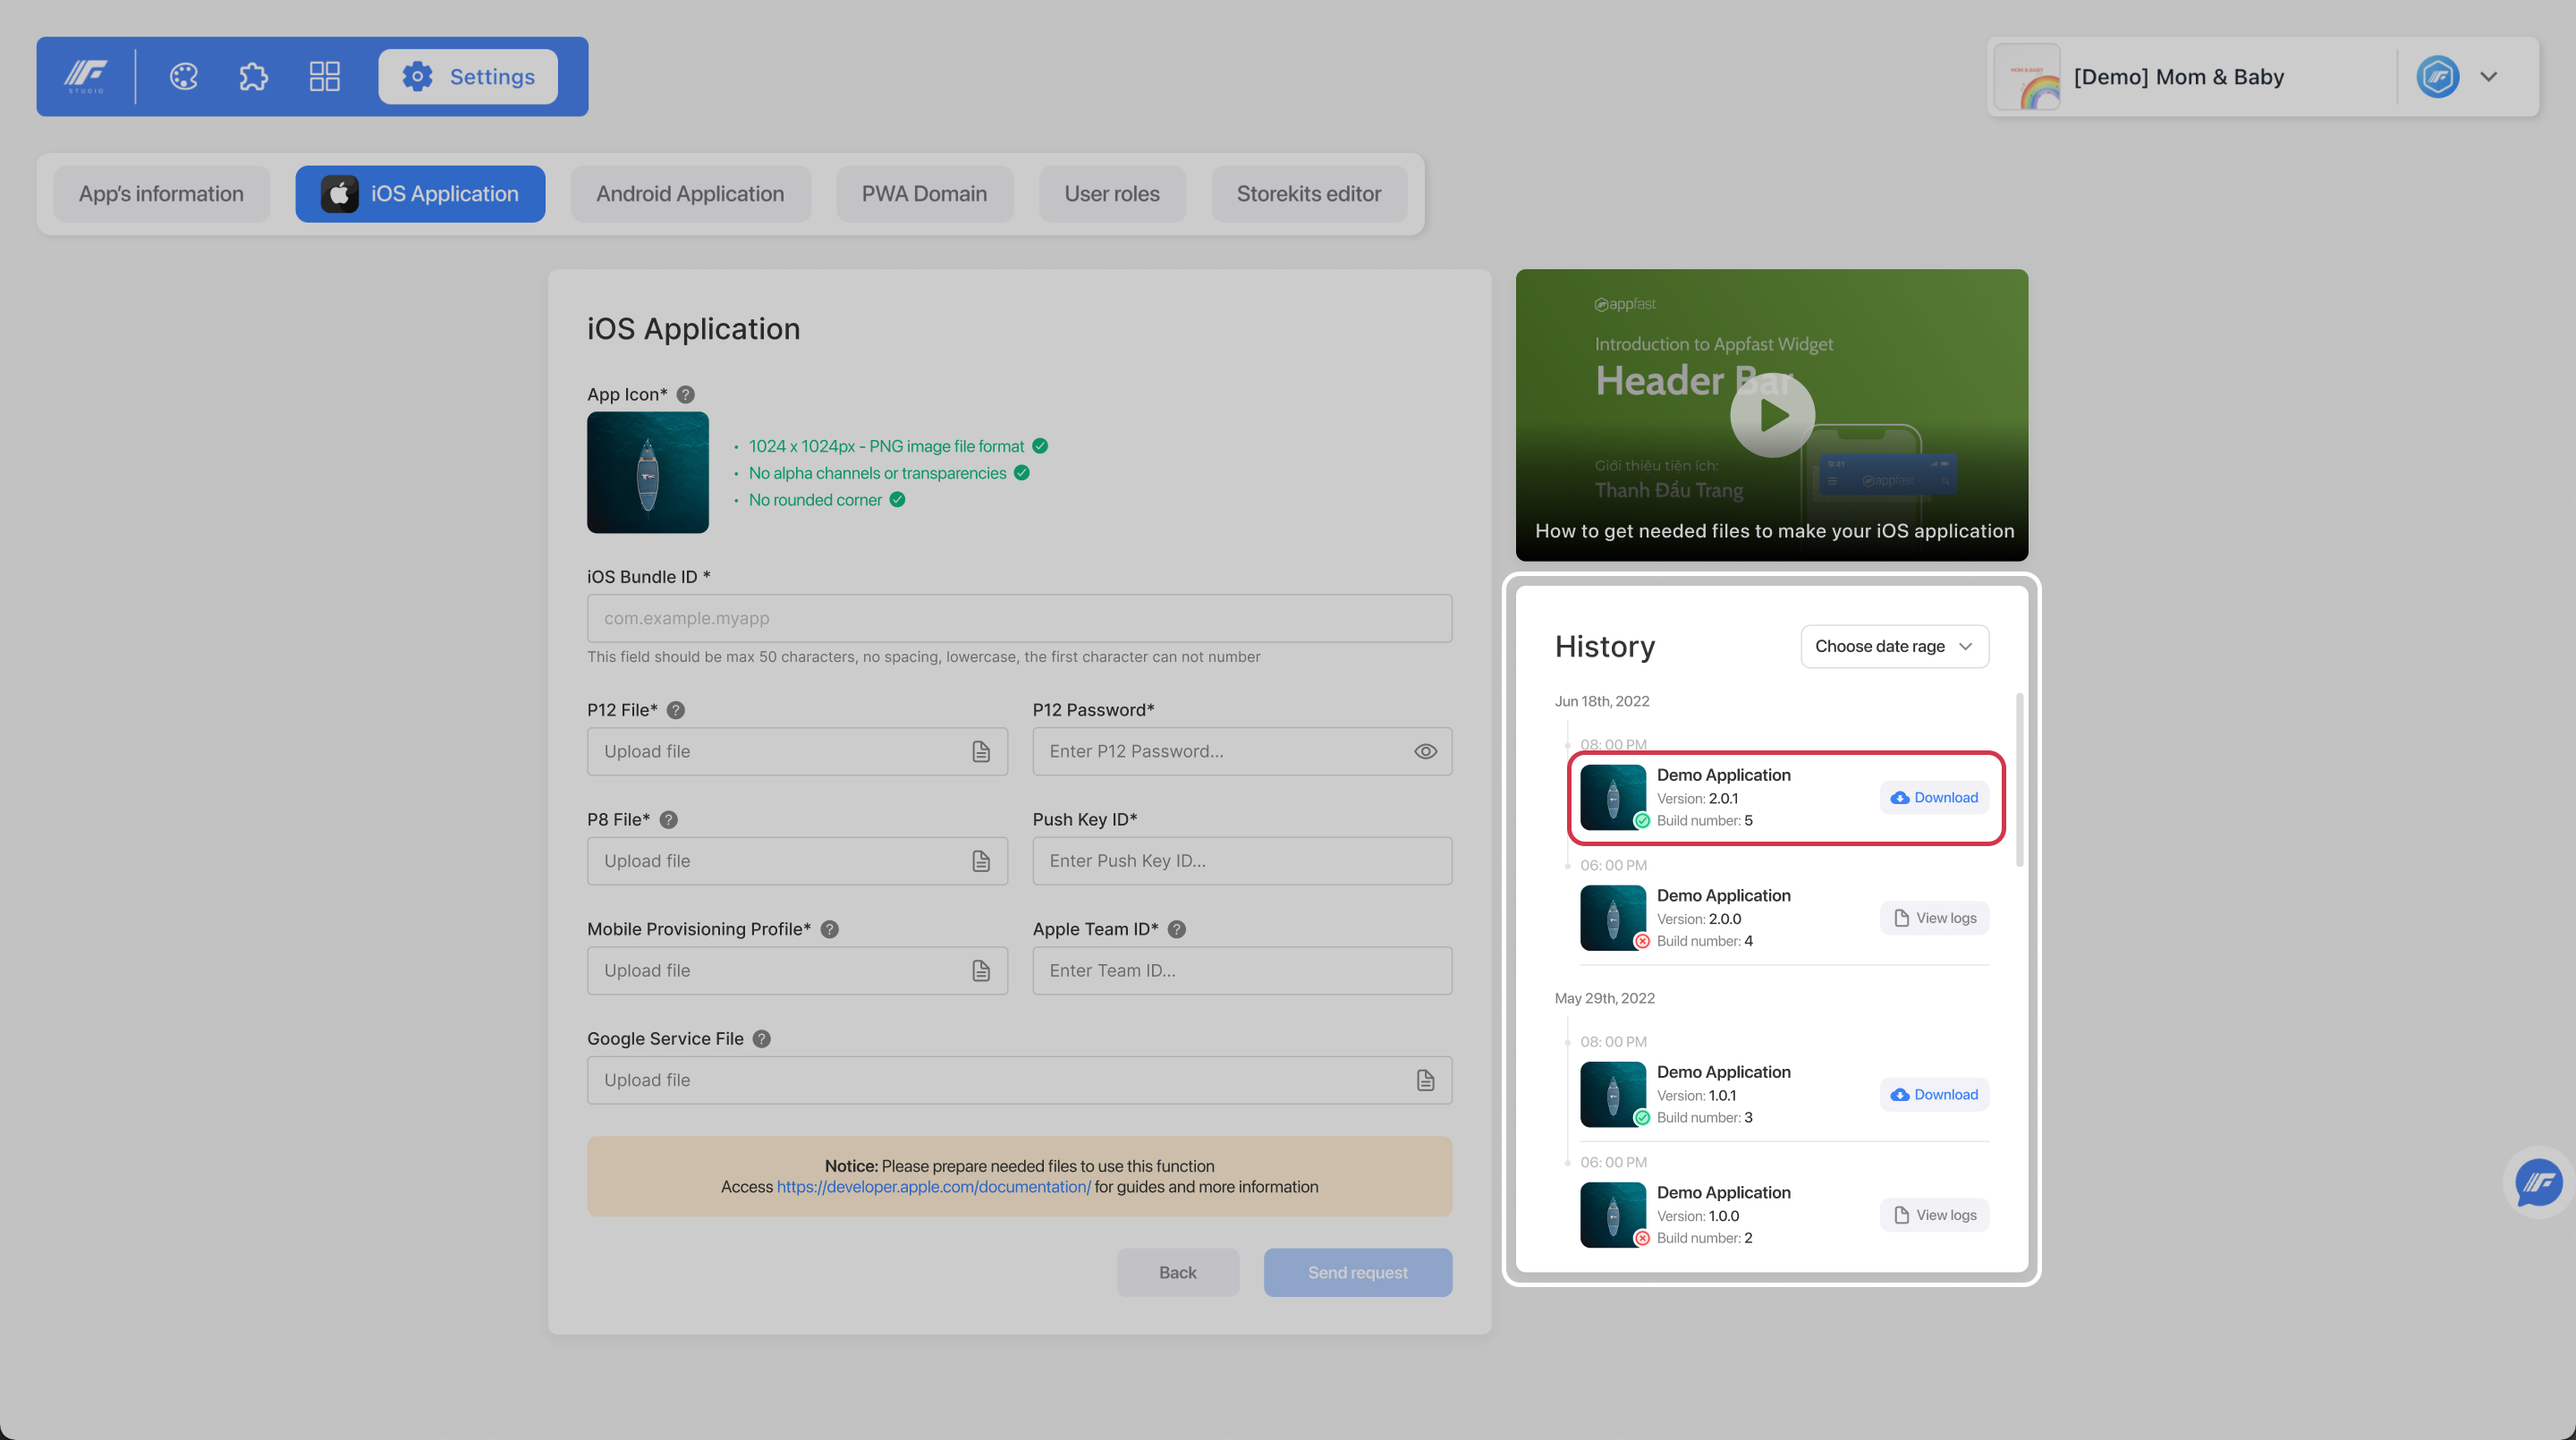 STUDIO
Settings
MOM & BABY
[Demo] Mom & Baby
App's information
iOS Application
Android Application
PWA Domain
User roles
Storekits editor
iOS Application
App Icon*
?
1024 x 1024px - PNG image file format
No alpha channels or transparencies
No rounded corner
iOS Bundle ID *
com.example.myapp
This field should be max 50 characters, no spacing, lowercase, the first character can not number
P12 File*
?
P12 Password*
Upload file
Enter P12 Password...
P8 File*
?
Push Key ID*
Upload file
Enter Push Key ID...
Mobile Provisioning Profile*
?
Apple Team ID*
?
Upload file
Enter Team ID...
Google Service File
?
Upload file
Notice: Please prepare needed files to use this function
Access https://developer.apple.com/documentation/ for guides and more information
Back
Send request
appfast
Introduction to Appfast Widget
Header Bar
Giới thiệu tiện ích:
Thanh Đầu Trang
9:41
appfast
How to get needed files to make your iOS application
History
Choose date rage
Jun 18th, 2022
08: 00 PM
Demo Application
Version: 2.0.1
Build number: 5
Download
06: 00 PM
Demo Application
Version: 2.0.0
Build number: 4
View logs
May 29th, 2022
08: 00 PM
Demo Application
Version: 1.0.1
Build number: 3
Download
06: 00 PM
Demo Application
Version: 1.0.0
Build number: 2
View logs